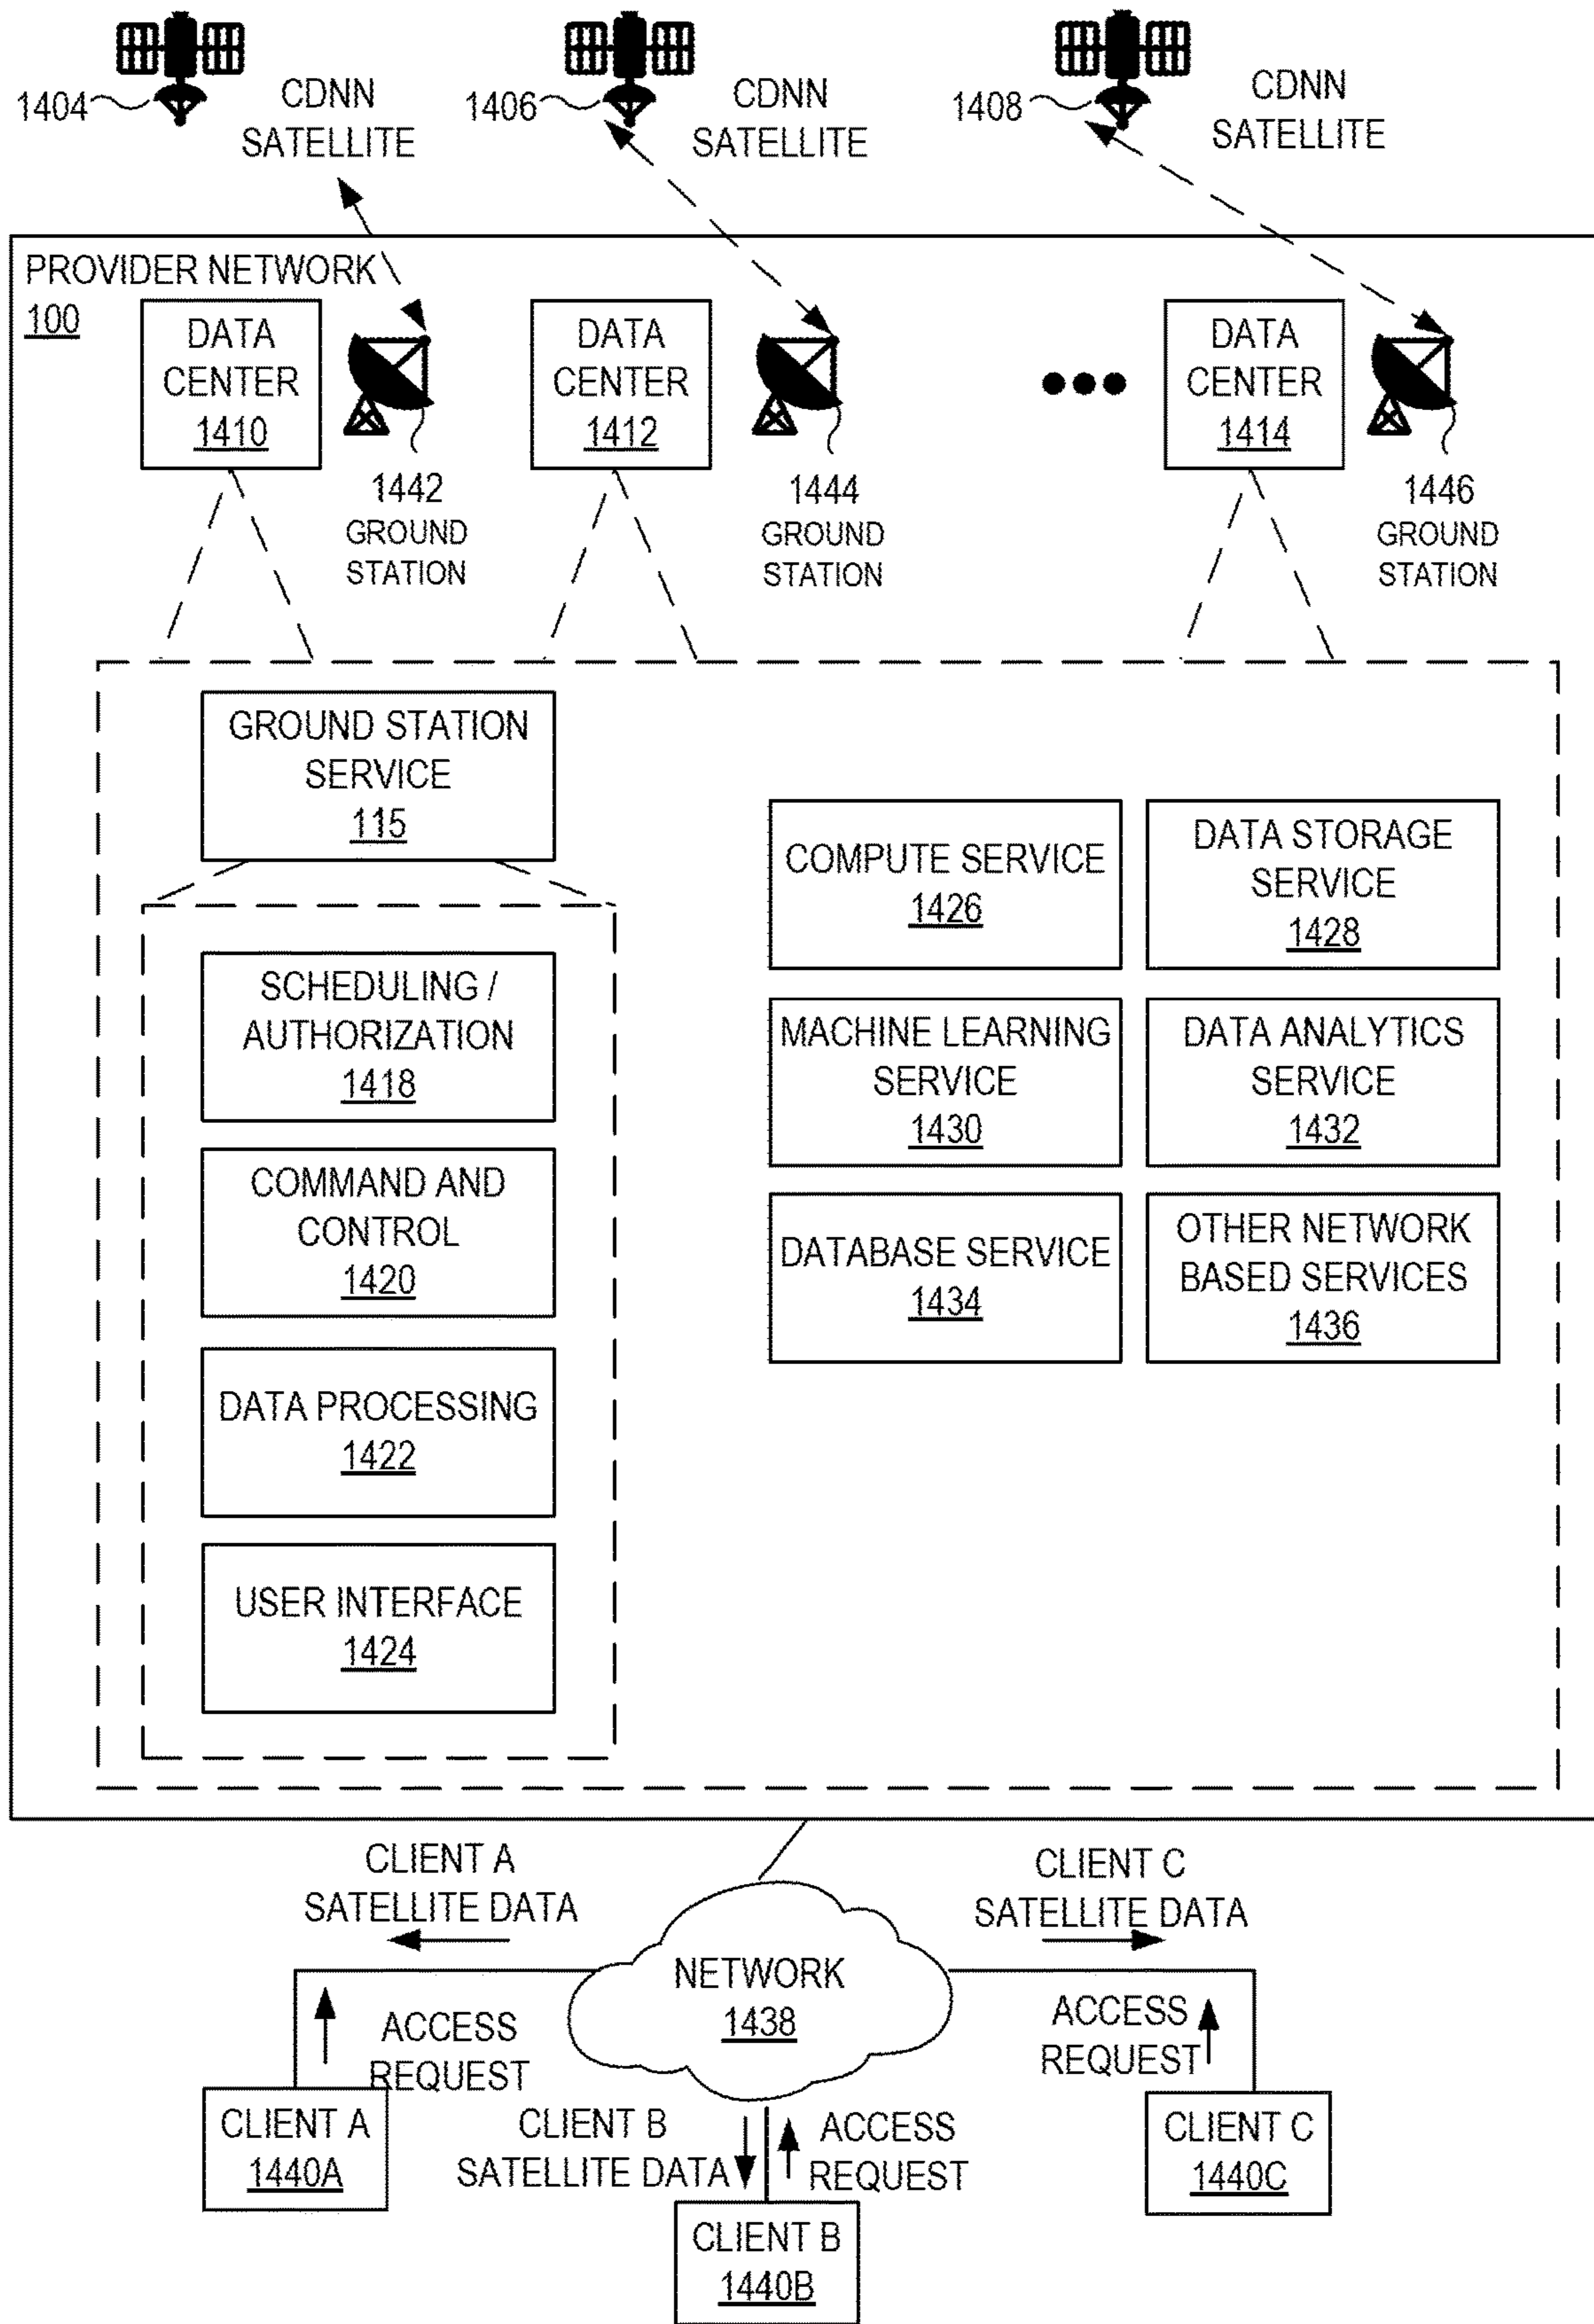 1404
CDNN
SATELLITE
1406
CDNN
SATELLITE
1408
CDNN
SATELLITE
PROVIDER NETWORK
100
DATA
CENTER
1410
1442
GROUND
STATION
DATA
CENTER
1412
1444
GROUND
STATION
DATA
CENTER
1414
1446
GROUND
STATION
GROUND STATION
SERVICE
115
SCHEDULING /
AUTHORIZATION
1418
COMMAND AND
CONTROL
1420
DATA PROCESSING
1422
USER INTERFACE
1424
COMPUTE SERVICE
1426
DATA STORAGE
SERVICE
1428
MACHINE LEARNING
SERVICE
1430
DATA ANALYTICS
SERVICE
1432
DATABASE SERVICE
1434
OTHER NETWORK
BASED SERVICES
1436
CLIENT A
SATELLITE DATA
CLIENT C
SATELLITE DATA
NETWORK
1438
ACCESS
REQUEST
ACCESS
REQUEST
CLIENT A
1440A
CLIENT B
SATELLITE DATA
ACCESS
REQUEST
CLIENT C
1440C
CLIENT B
1440B